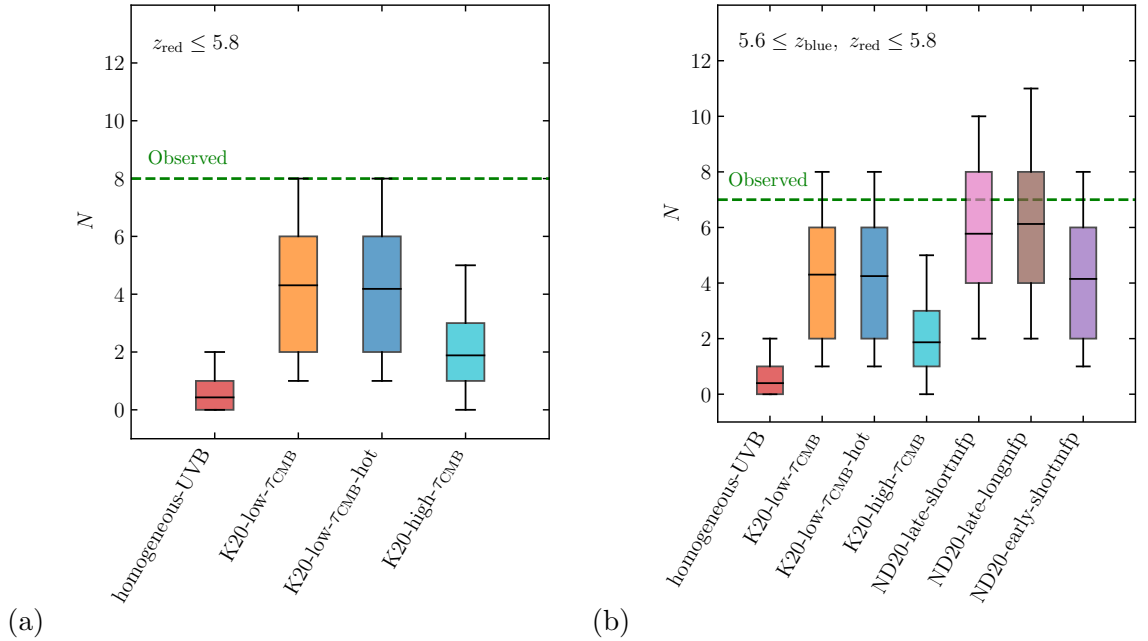 z_red ≤ 5.8
Observed
N
12
10
8
6
4
2
0
homogeneous-UVB
K20-low-τ_CMB
K20-low-τ_CMB-hot
K20-high-τ_CMB
(a)
5.6 ≤ z_blue, z_red ≤ 5.8
Observed
N
12
10
8
6
4
2
0
homogeneous-UVB
K20-low-τ_CMB
K20-low-τ_CMB-hot
K20-high-τ_CMB
ND20-late-shortmfp
ND20-late-longmfp
ND20-early-shortmfp
(b)